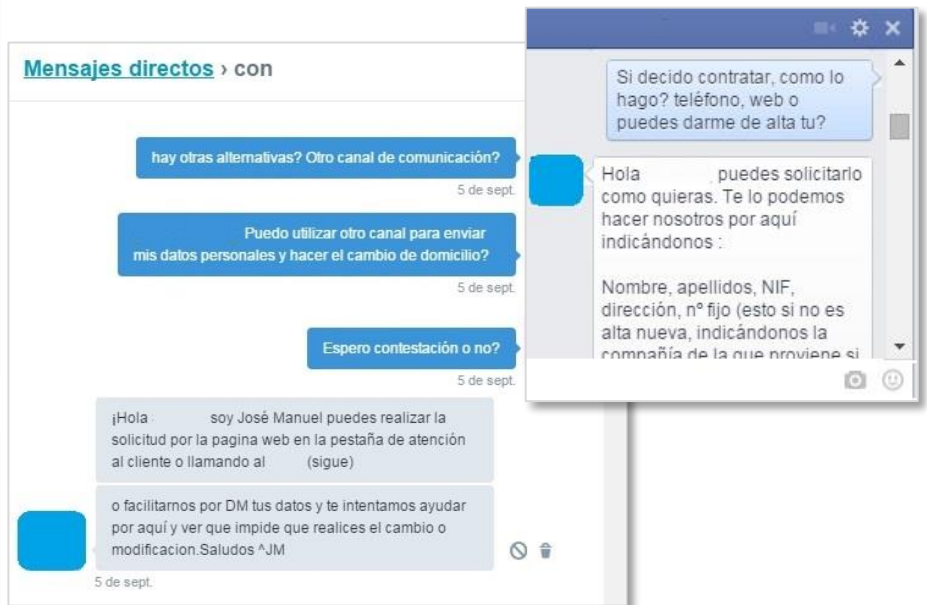 Mensajes directos › con
hay otras alternativas? Otro canal de comunicación?
5 de sept.
Puedo utilizar otro canal para enviar
mis datos personales y hacer el cambio de domicilio?
5 de sept.
Espero contestación o no?
5 de sept.
¡Hola soy José Manuel puedes realizar la
solicitud por la pagina web en la pestaña de atención
al cliente o llamando al (sigue)
o facilitarnos por DM tus datos y te intentamos ayudar
por aquí y ver que impide que realices el cambio o
modificacion.Saludos ^JM
5 de sept.
Si decido contratar, como lo
hago? teléfono, web o
puedes darme de alta tu?
Hola , puedes solicitarlo
como quieras. Te lo podemos
hacer nosotros por aquí
indicándonos :
Nombre, apellidos, NIF,
dirección, nº fijo (esto si no es
alta nueva, indicándonos la
compañía de la que proviene si